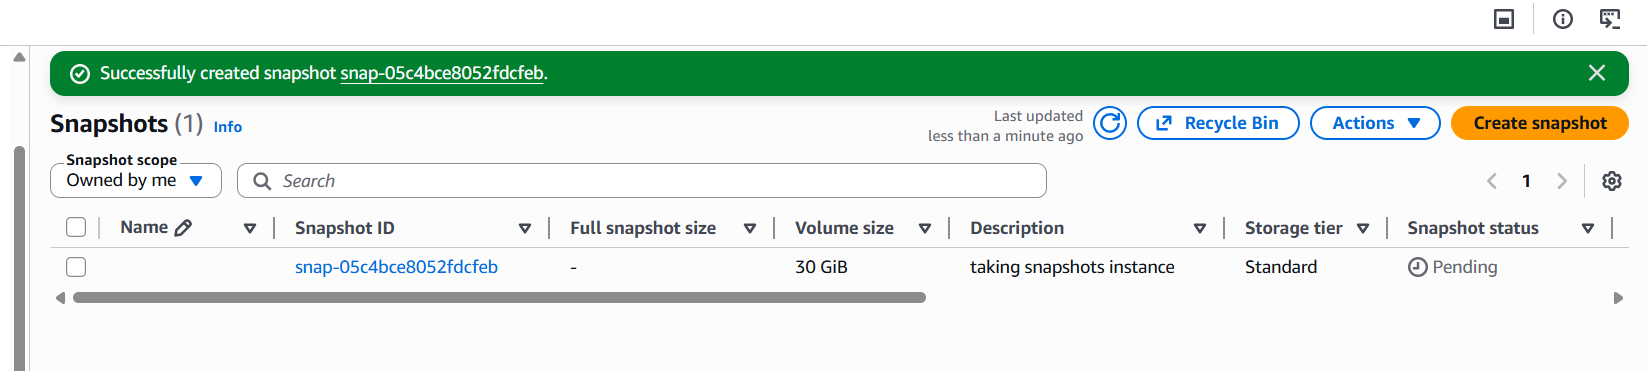 Successfully created snapshot snap-05c4bce8052fdcfeb.
Snapshots (1) Info
Last updated
less than a minute ago
Recycle Bin
Actions
Create snapshot
Snapshot scope
Owned by me
Search
1
Name Snapshot ID Full snapshot size Volume size Description Storage tier Snapshot status
snap-05c4bce8052fdcfeb - 30 GiB taking snapshots instance Standard Pending